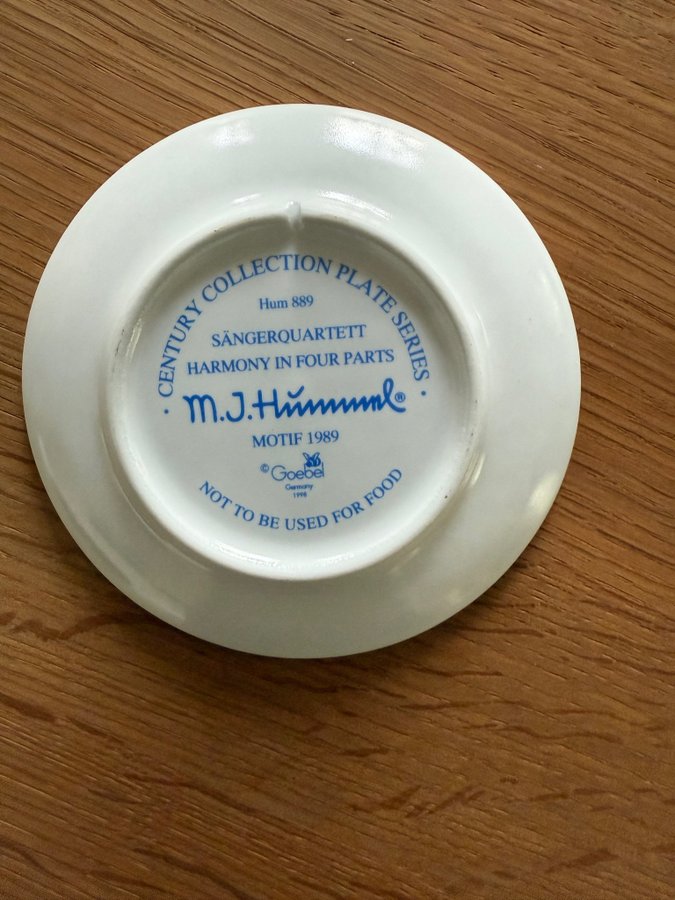 · CENTURY COLLECTION PLATE SERIES ·
Hum 889
SÄNGERQUARTETT
HARMONY IN FOUR PARTS
M.J.Hummel®
MOTIF 1989
© Goebel
Germany
1998
NOT TO BE USED FOR FOOD